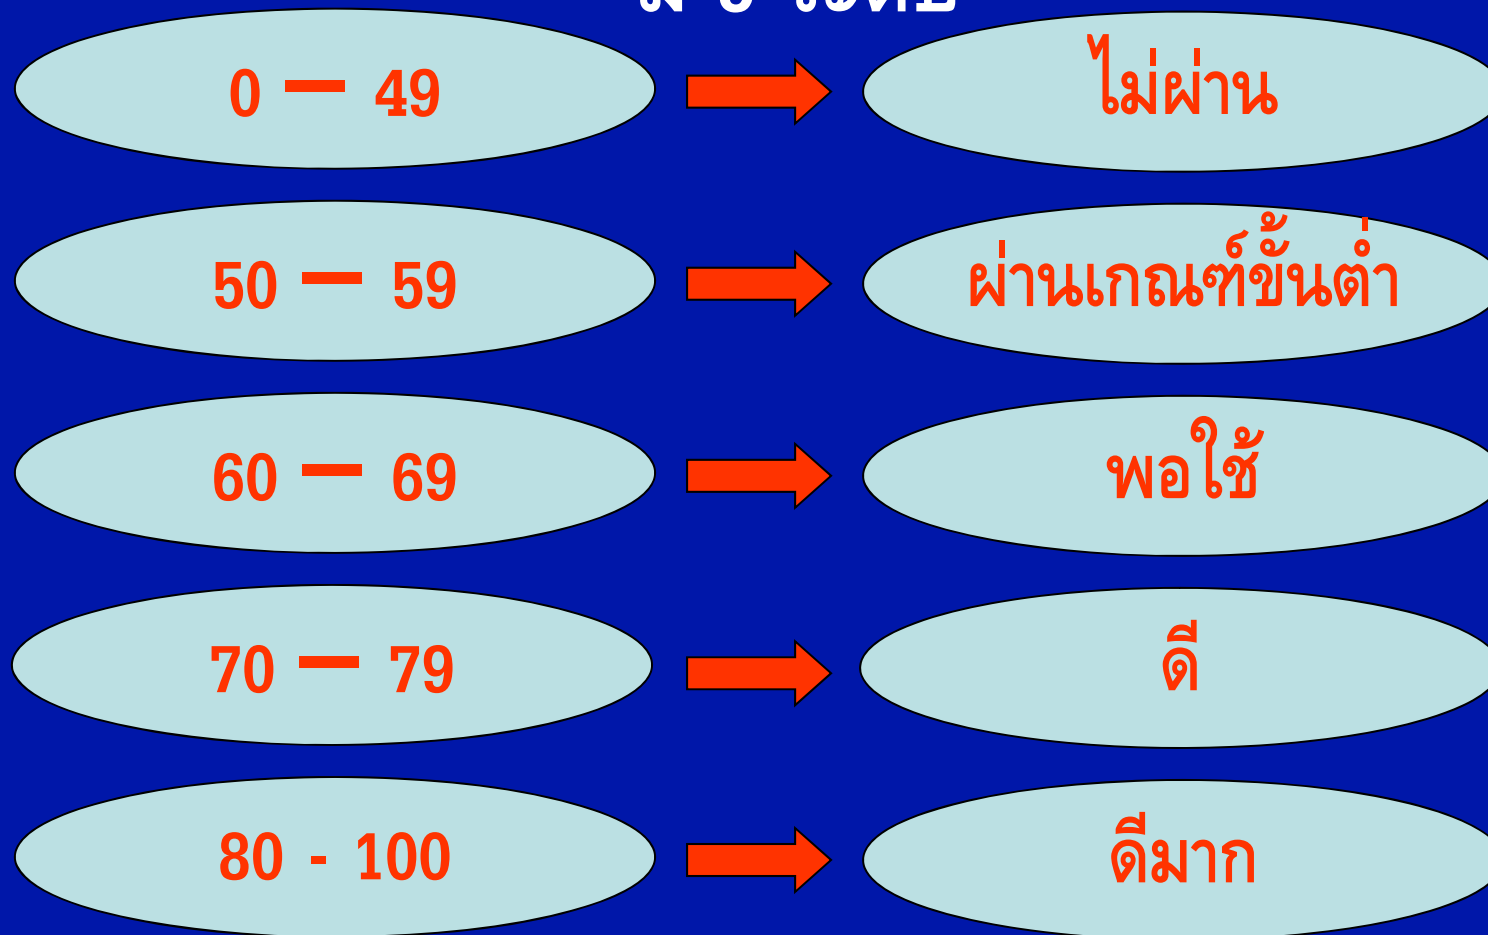 0 — 49
ไม่ผ่าน
50 — 59
ผ่านเกณฑ์ขั้นต่ำ
60 — 69
พอใช้
70 — 79
ดี
80 - 100
ดีมาก